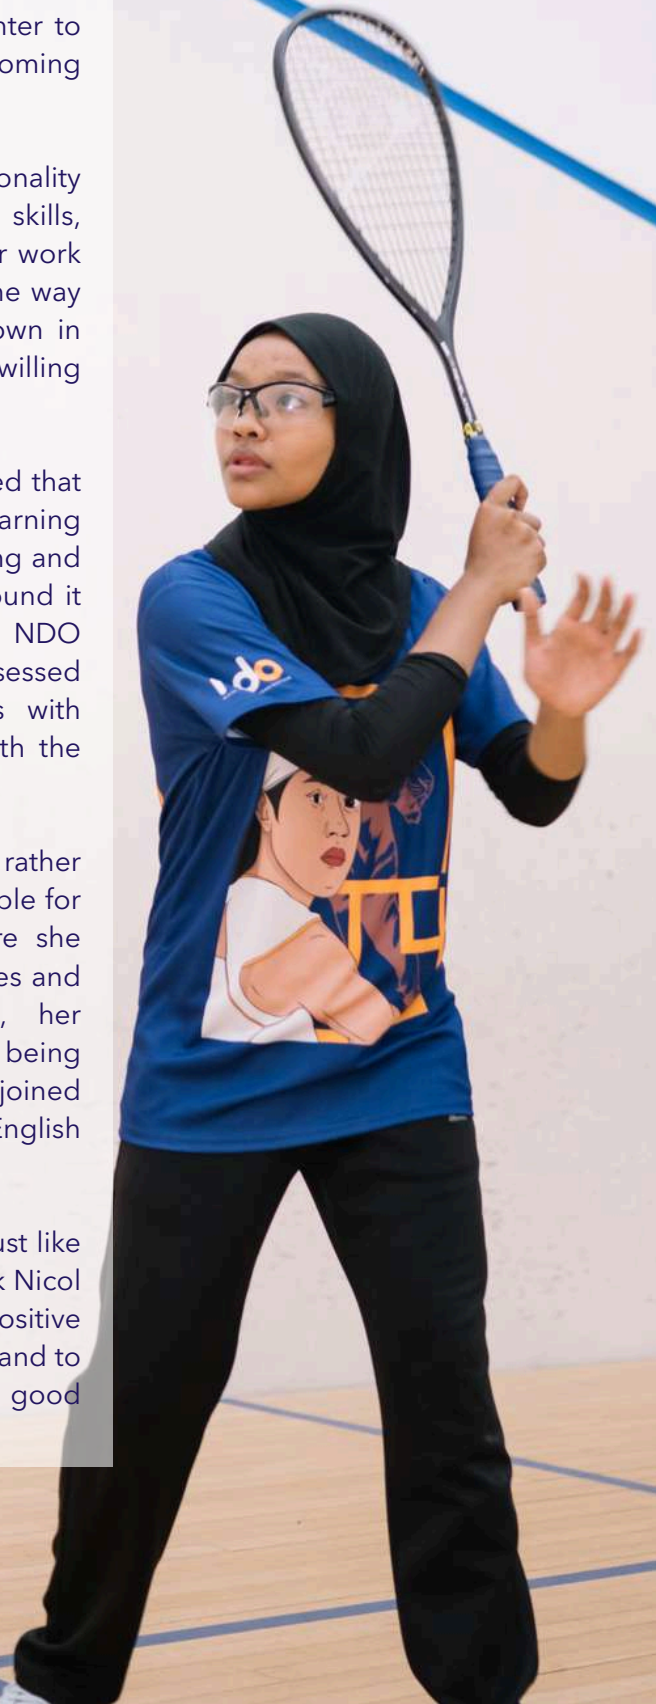 nter to
oming
onality
skills,
r work
ne way
own in
willing
ed that
arning
ng and
ound it
NDO
sessed
s with
th the
rather
ple for
re she
es and
, her
being
joined
English
ust like
k Nicol
ositive
and to
good
ndo